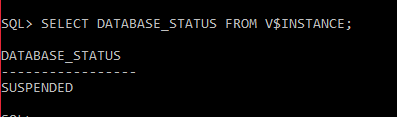 SQL> SELECT DATABASE_STATUS FROM V$INSTANCE;
DATABASE_STATUS
-----------------
SUSPENDED